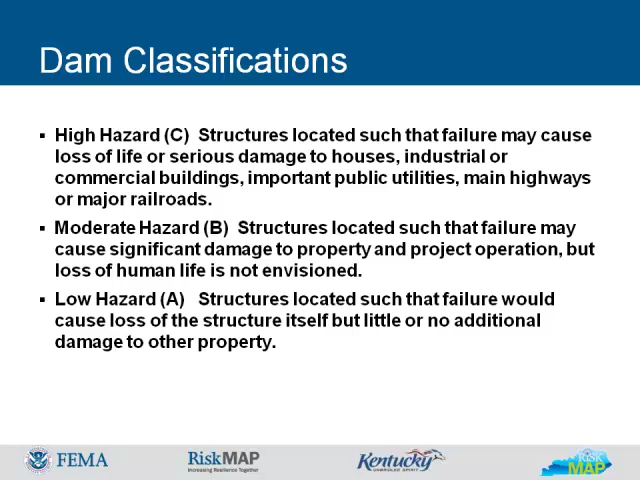 Dam Classifications
▪ High Hazard (C)  Structures located such that failure may cause
loss of life or serious damage to houses, industrial or
commercial buildings, important public utilities, main highways
or major railroads.
▪ Moderate Hazard (B)  Structures located such that failure may
cause significant damage to property and project operation, but
loss of human life is not envisioned.
▪ Low Hazard (A)   Structures located such that failure would
cause loss of the structure itself but little or no additional
damage to other property.
FEMA
RiskMAP
Increasing Resilience Together
Kentucky
UNBRIDLED SPIRIT
RISK
MAP